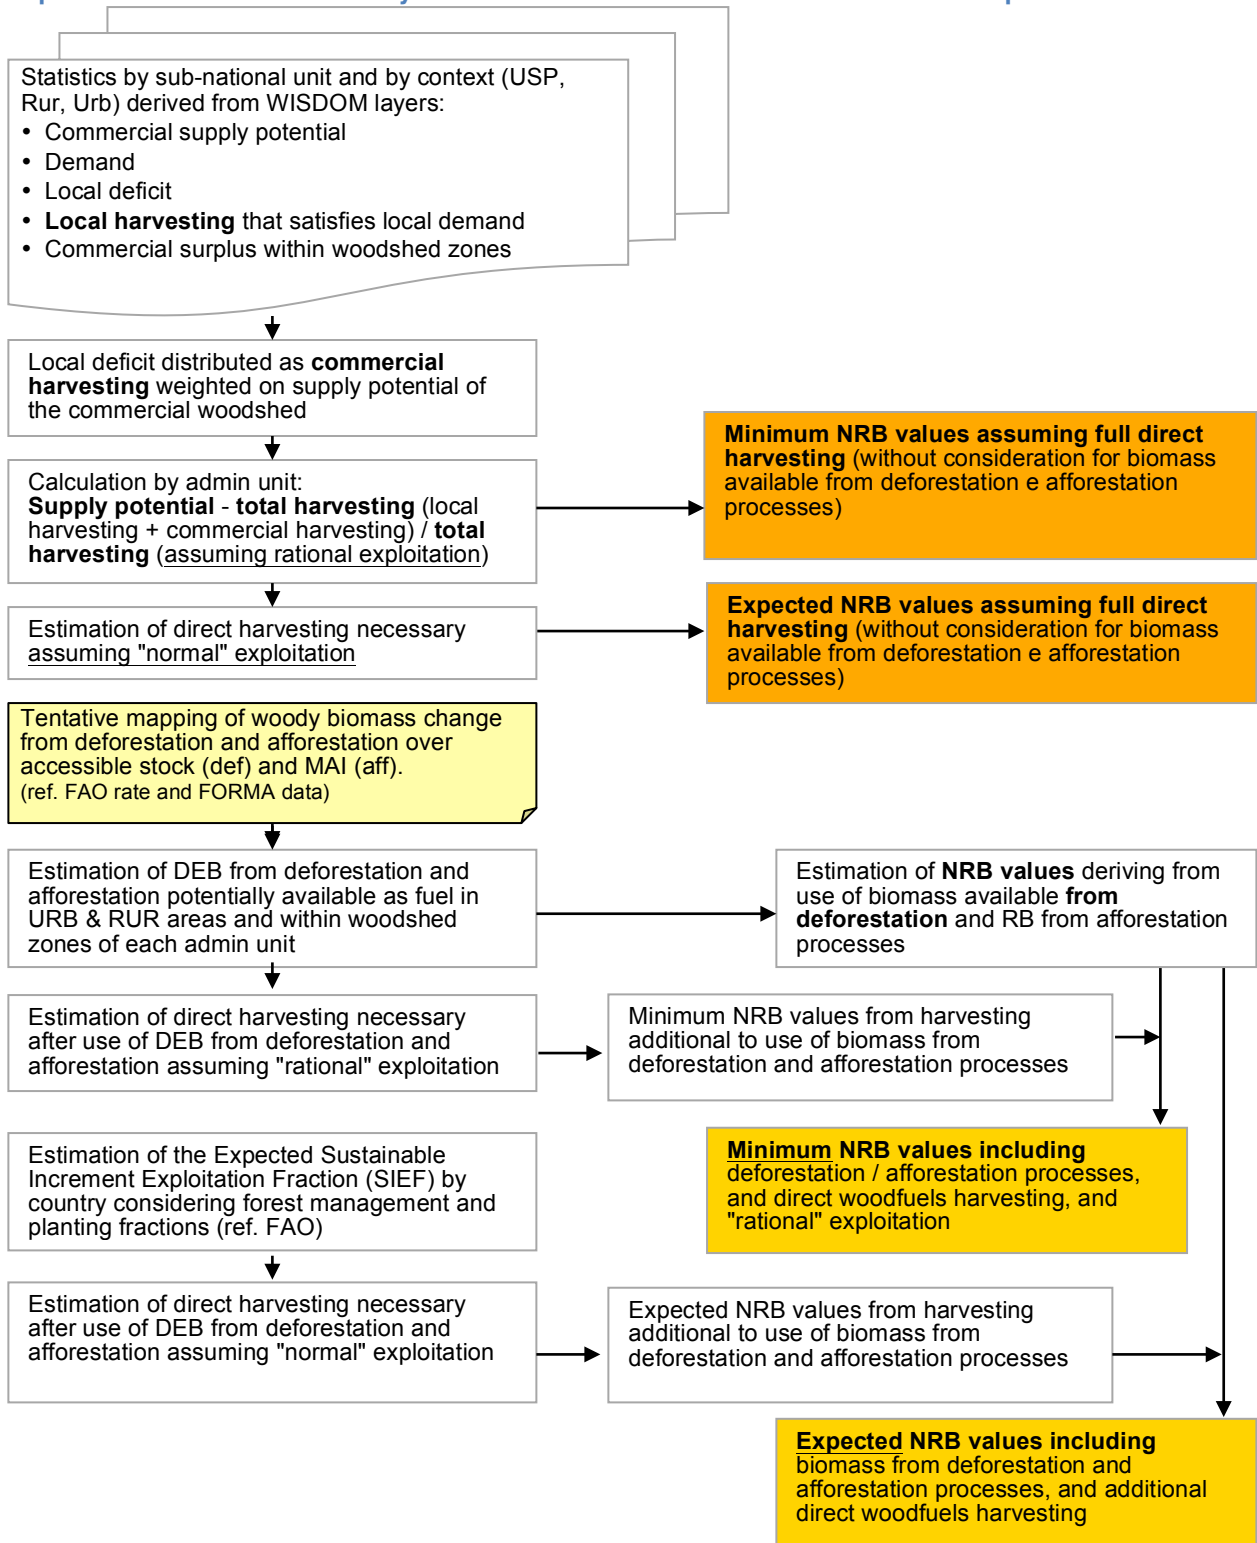 Statistics by sub-national unit and by context (USP,
Rur, Urb) derived from WISDOM layers:
• Commercial supply potential
• Demand
• Local deficit
• Local harvesting that satisfies local demand
• Commercial surplus within woodshed zones
Local deficit distributed as commercial
harvesting weighted on supply potential of
the commercial woodshed
Calculation by admin unit:
Supply potential - total harvesting (local
harvesting + commercial harvesting) / total
harvesting (assuming rational exploitation)
Minimum NRB values assuming full direct
harvesting (without consideration for biomass
available from deforestation e afforestation
processes)
Estimation of direct harvesting necessary
assuming "normal" exploitation
Expected NRB values assuming full direct
harvesting (without consideration for biomass
available from deforestation e afforestation
processes)
Tentative mapping of woody biomass change
from deforestation and afforestation over
accessible stock (def) and MAI (aff).
(ref. FAO rate and FORMA data)
Estimation of DEB from deforestation and
afforestation potentially available as fuel in
URB & RUR areas and within woodshed
zones of each admin unit
Estimation of NRB values deriving from
use of biomass available from
deforestation and RB from afforestation
processes
Estimation of direct harvesting necessary
after use of DEB from deforestation and
afforestation assuming "rational" exploitation
Minimum NRB values from harvesting
additional to use of biomass from
deforestation and afforestation processes
Estimation of the Expected Sustainable
Increment Exploitation Fraction (SIEF) by
country considering forest management and
planting fractions (ref. FAO)
Minimum NRB values including
deforestation / afforestation processes,
and direct woodfuels harvesting, and
"rational" exploitation
Estimation of direct harvesting necessary
after use of DEB from deforestation and
afforestation assuming "normal" exploitation
Expected NRB values from harvesting
additional to use of biomass from
deforestation and afforestation processes
Expected NRB values including
biomass from deforestation and
afforestation processes, and additional
direct woodfuels harvesting